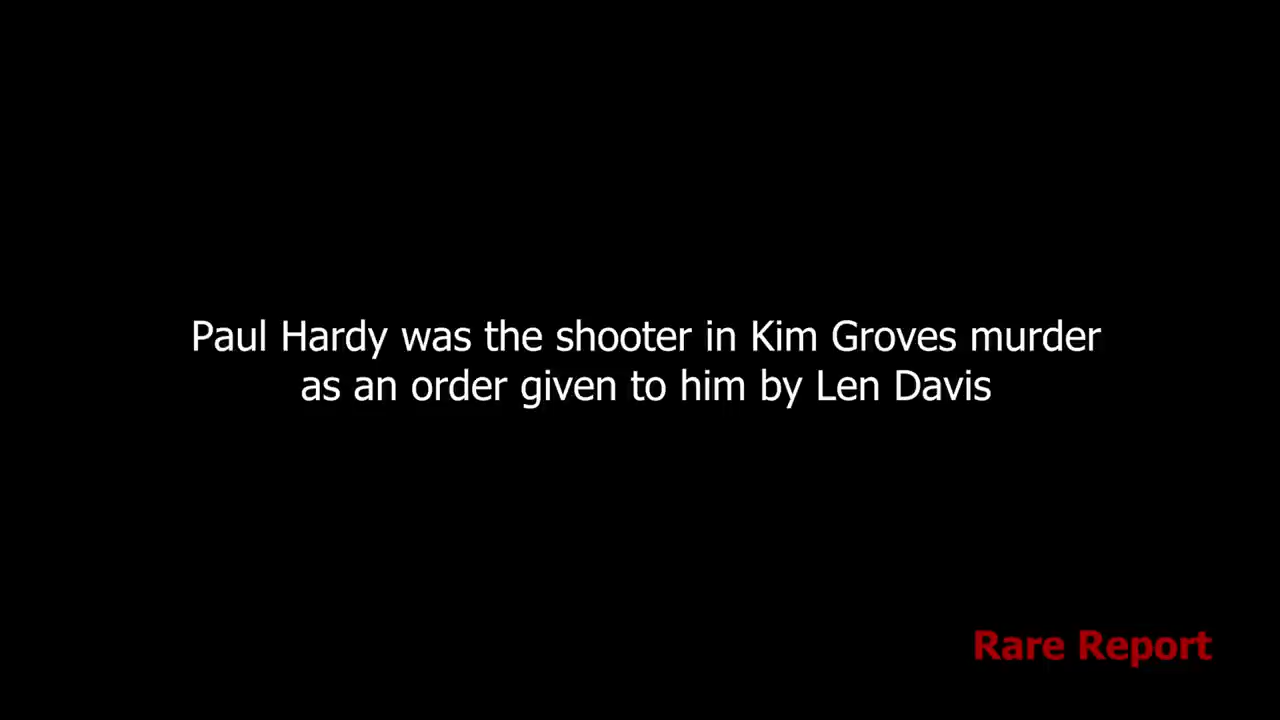 Paul Hardy was the shooter in Kim Groves murder
as an order given to him by Len Davis
Rare Report